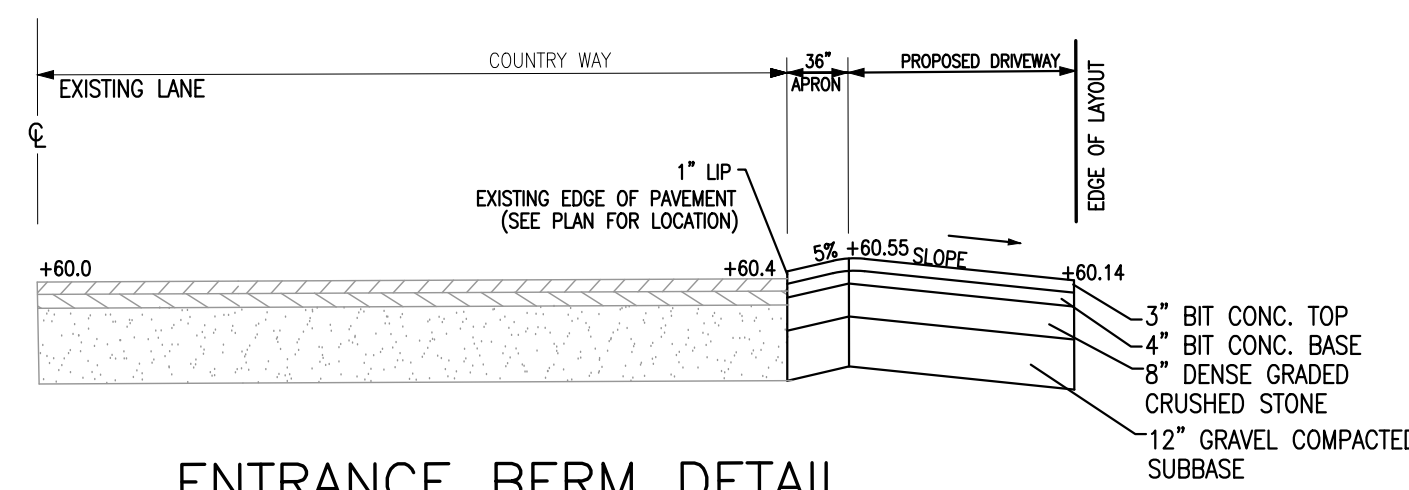 COUNTRY WAY
EXISTING LANE
36"
APRON
PROPOSED DRIVEWAY
EDGE OF LAYOUT
℄
1" LIP
EXISTING EDGE OF PAVEMENT
(SEE PLAN FOR LOCATION)
+60.0
+60.4
5%
+60.55
SLOPE
+60.14
3" BIT CONC. TOP
4" BIT CONC. BASE
8" DENSE GRADED
CRUSHED STONE
12" GRAVEL COMPACTED
SUBBASE
ENTRANCE BERM DETAIL